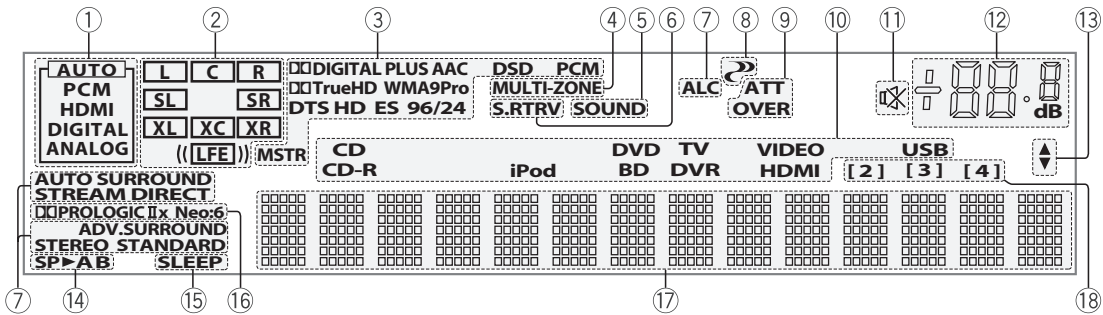 ① ② ③ ④ ⑤ ⑥ ⑦ ⑧ ⑨ ⑩ ⑪ ⑫ ⑬
AUTO
PCM
HDMI
DIGITAL
ANALOG
L C R
SL SR
XL XC XR
((LFE))
DIGITAL PLUS AAC DSD PCM
TrueHD WMA9Pro MULTI-ZONE
DTS HD ES 96/24 S.RTRV SOUND
MSTR
ALC ATT
OVER
dB
CD DVD TV VIDEO USB
CD-R iPod BD DVR HDMI [2] [3] [4]
AUTO SURROUND
STREAM DIRECT
PROLOGIC IIx Neo:6
ADV.SURROUND
STEREO STANDARD
SP►AB SLEEP
⑦ ⑭ ⑮ ⑯ ⑰ ⑱